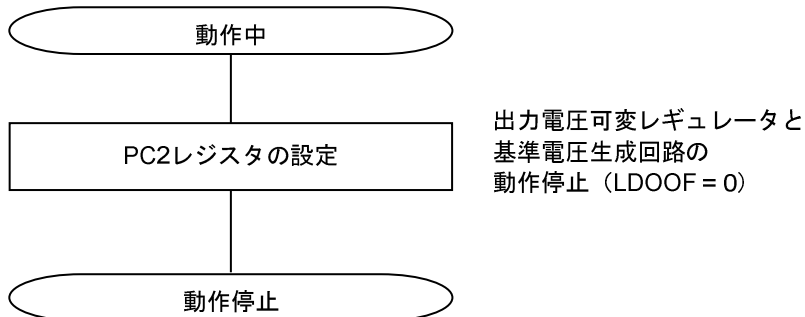 動作中
PC2レジスタの設定
出力電圧可変レギュレータと
基準電圧生成回路の
動作停止（LDOOF = 0）
動作停止